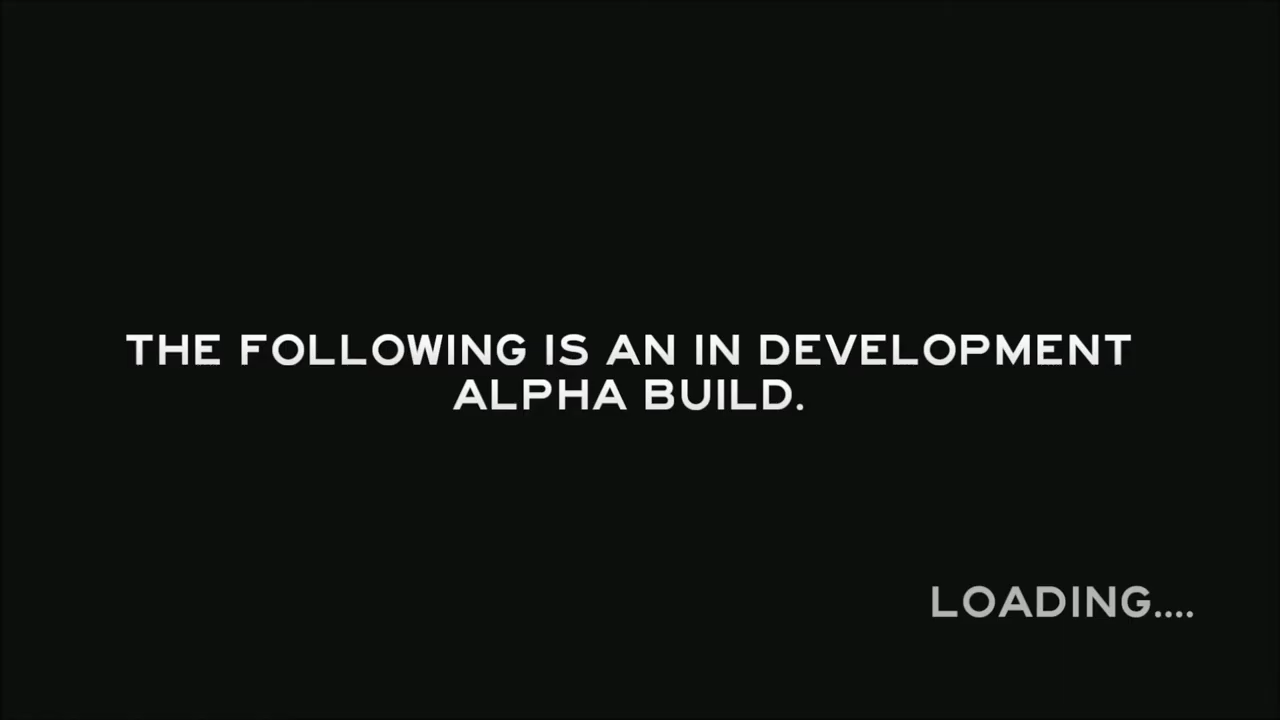 THE FOLLOWING IS AN IN DEVELOPMENT
ALPHA BUILD.
LOADING....